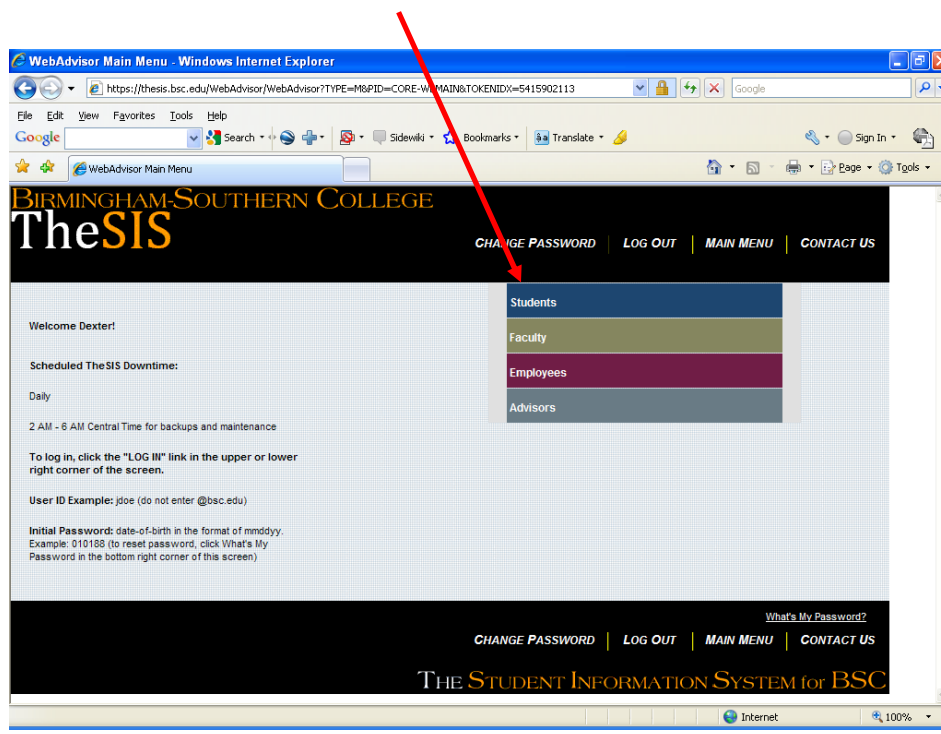 WebAdvisor Main Menu - Windows Internet Explorer
https://thesis.bsc.edu/WebAdvisor/WebAdvisor?TYPE=M&PID=CORE-WBMAIN&TOKENIDX=5415902113
Google
File Edit View Favorites Tools Help
Google Search Sidewiki Bookmarks Translate Sign In
WebAdvisor Main Menu Page Tools
BIRMINGHAM-SOUTHERN COLLEGE
TheSIS
CHANGE PASSWORD LOG OUT MAIN MENU CONTACT US
Students
Faculty
Employees
Advisors
Welcome Dexter!
Scheduled TheSIS Downtime:
Daily
2 AM - 6 AM Central Time for backups and maintenance
To log in, click the "LOG IN" link in the upper or lower
right corner of the screen.
User ID Example: jdoe (do not enter @bsc.edu)
Initial Password: date-of-birth in the format of mmddyy.
Example: 010188 (to reset password, click What's My
Password in the bottom right corner of this screen)
What's My Password?
CHANGE PASSWORD LOG OUT MAIN MENU CONTACT US
THE STUDENT INFORMATION SYSTEM for BSC
Internet 100%